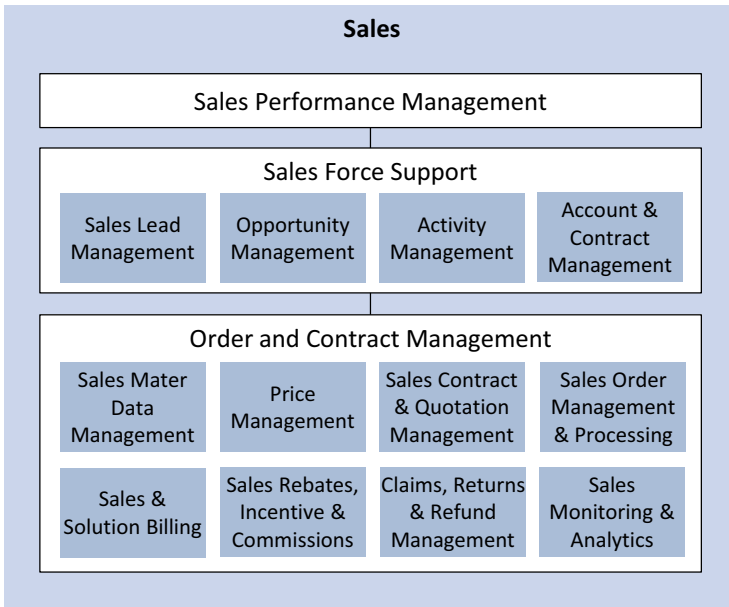 Sales
Sales Performance Management
Sales Force Support
Sales Lead
Management
Opportunity
Management
Activity
Management
Account &
Contract
Management
Order and Contract Management
Sales Mater
Data
Management
Price
Management
Sales Contract
& Quotation
Management
Sales Order
Management
& Processing
Sales &
Solution Billing
Sales Rebates,
Incentive &
Commissions
Claims, Returns
& Refund
Management
Sales
Monitoring &
Analytics